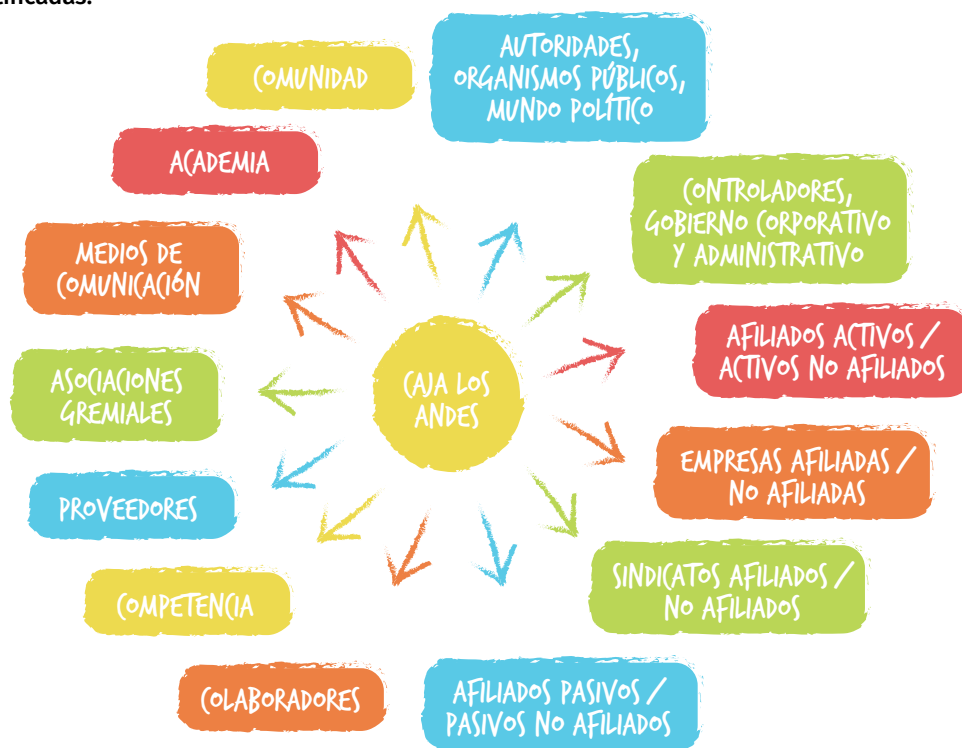 COMUNIDAD
AUTORIDADES,
ORGANISMOS PÚBLICOS,
MUNDO POLÍTICO
ACADEMIA
CONTROLADORES,
GOBIERNO CORPORATIVO
Y ADMINISTRATIVO
MEDIOS DE
COMUNICACIÓN
AFILIADOS ACTIVOS /
ACTIVOS NO AFILIADOS
ASOCIACIONES
GREMIALES
CAJA LOS
ANDES
EMPRESAS AFILIADAS /
NO AFILIADAS
PROVEEDORES
SINDICATOS AFILIADOS /
NO AFILIADOS
COMPETENCIA
COLABORADORES
AFILIADOS PASIVOS /
PASIVOS NO AFILIADOS